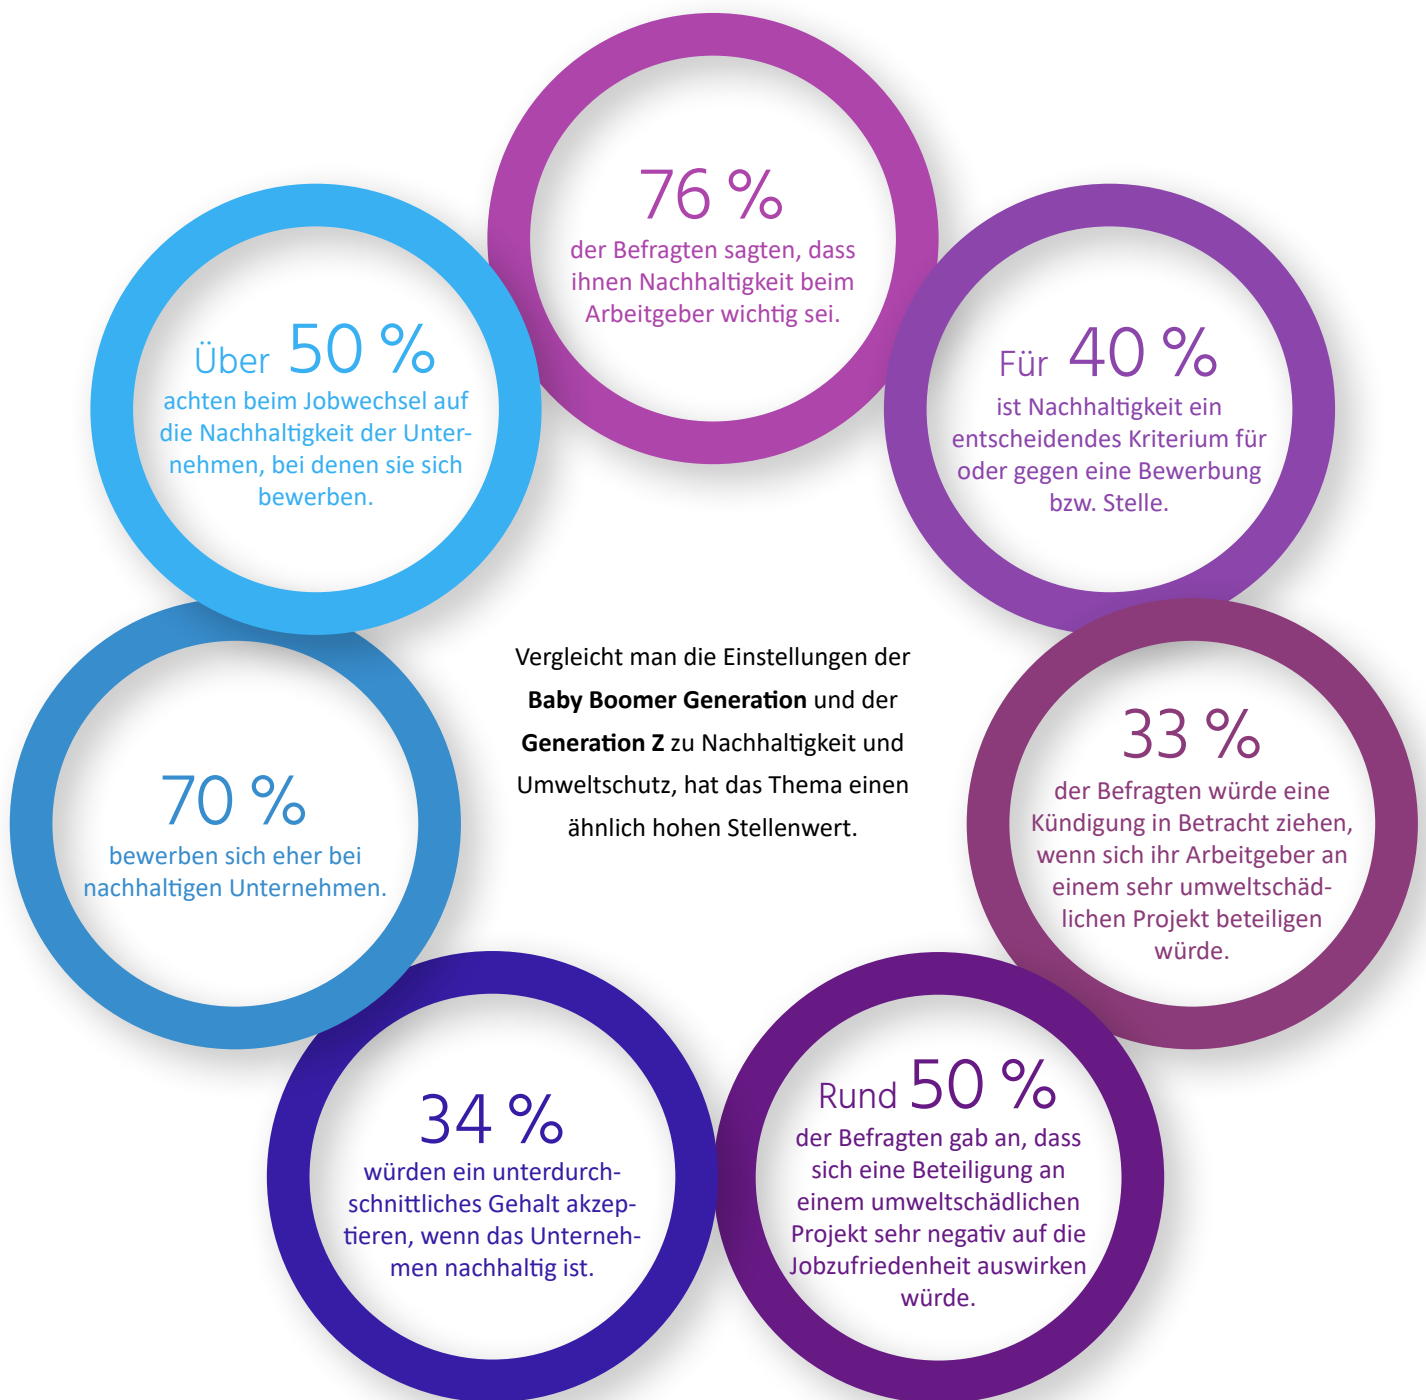 76 %
der Befragten sagten, dass
ihnen Nachhaltigkeit beim
Arbeitgeber wichtig sei.
Für 40 %
ist Nachhaltigkeit ein
entscheidendes Kriterium für
oder gegen eine Bewerbung
bzw. Stelle.
33 %
der Befragten würde eine
Kündigung in Betracht ziehen,
wenn sich ihr Arbeitgeber an
einem sehr umweltschäd-
lichen Projekt beteiligen
würde.
Rund 50 %
der Befragten gab an, dass
sich eine Beteiligung an
einem umweltschädlichen
Projekt sehr negativ auf die
Jobzufriedenheit auswirken
würde.
34 %
würden ein unterdurch-
schnittliches Gehalt akzep-
tieren, wenn das Unterneh-
men nachhaltig ist.
70 %
bewerben sich eher bei
nachhaltigen Unternehmen.
Über 50 %
achten beim Jobwechsel auf
die Nachhaltigkeit der Unter-
nehmen, bei denen sie sich
bewerben.
Vergleicht man die Einstellungen der
Baby Boomer Generation und der
Generation Z zu Nachhaltigkeit und
Umweltschutz, hat das Thema einen
ähnlich hohen Stellenwert.